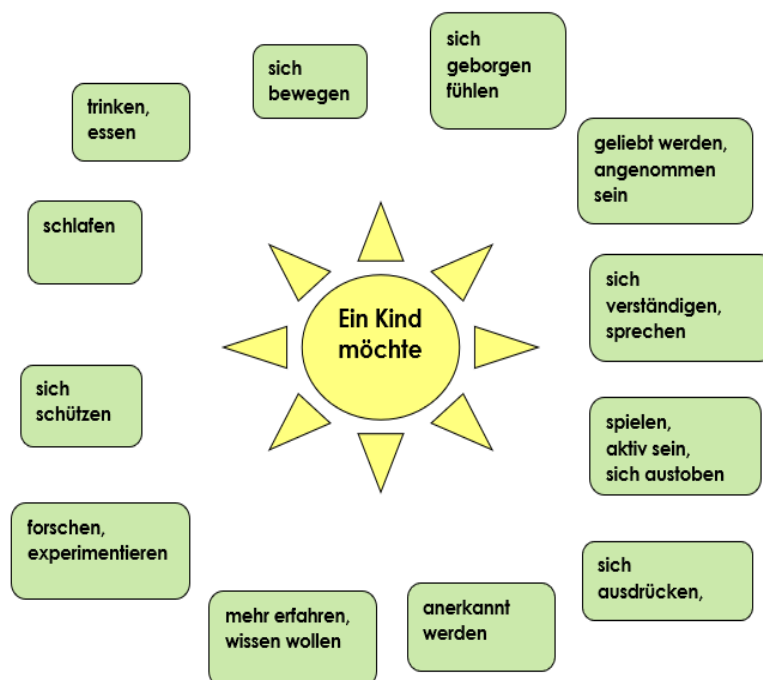 sich
geborgen
fühlen
sich
bewegen
trinken,
essen
geliebt werden,
angenommen
sein
schlafen
sich
verständigen,
sprechen
Ein Kind
möchte
sich
schützen
spielen,
aktiv sein,
sich austoben
forschen,
experimentieren
sich
ausdrücken,
anerkannt
werden
mehr erfahren,
wissen wollen